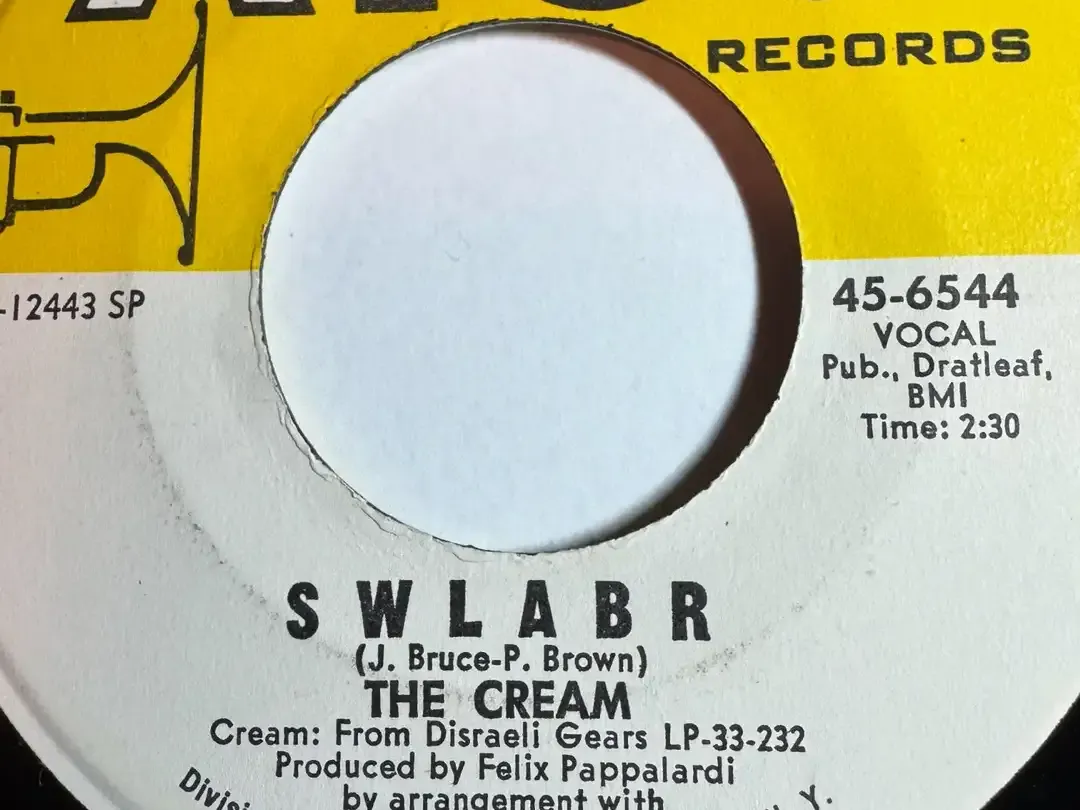 RECORDS
-12443 SP
45-6544
VOCAL
Pub., Dratleaf,
BMI
Time: 2:30
S W L A B R
(J. Bruce-P. Brown)
THE CREAM
Cream: From Disraeli Gears LP-33-232
Produced by Felix Pappalardi
by arrangement with
Y.